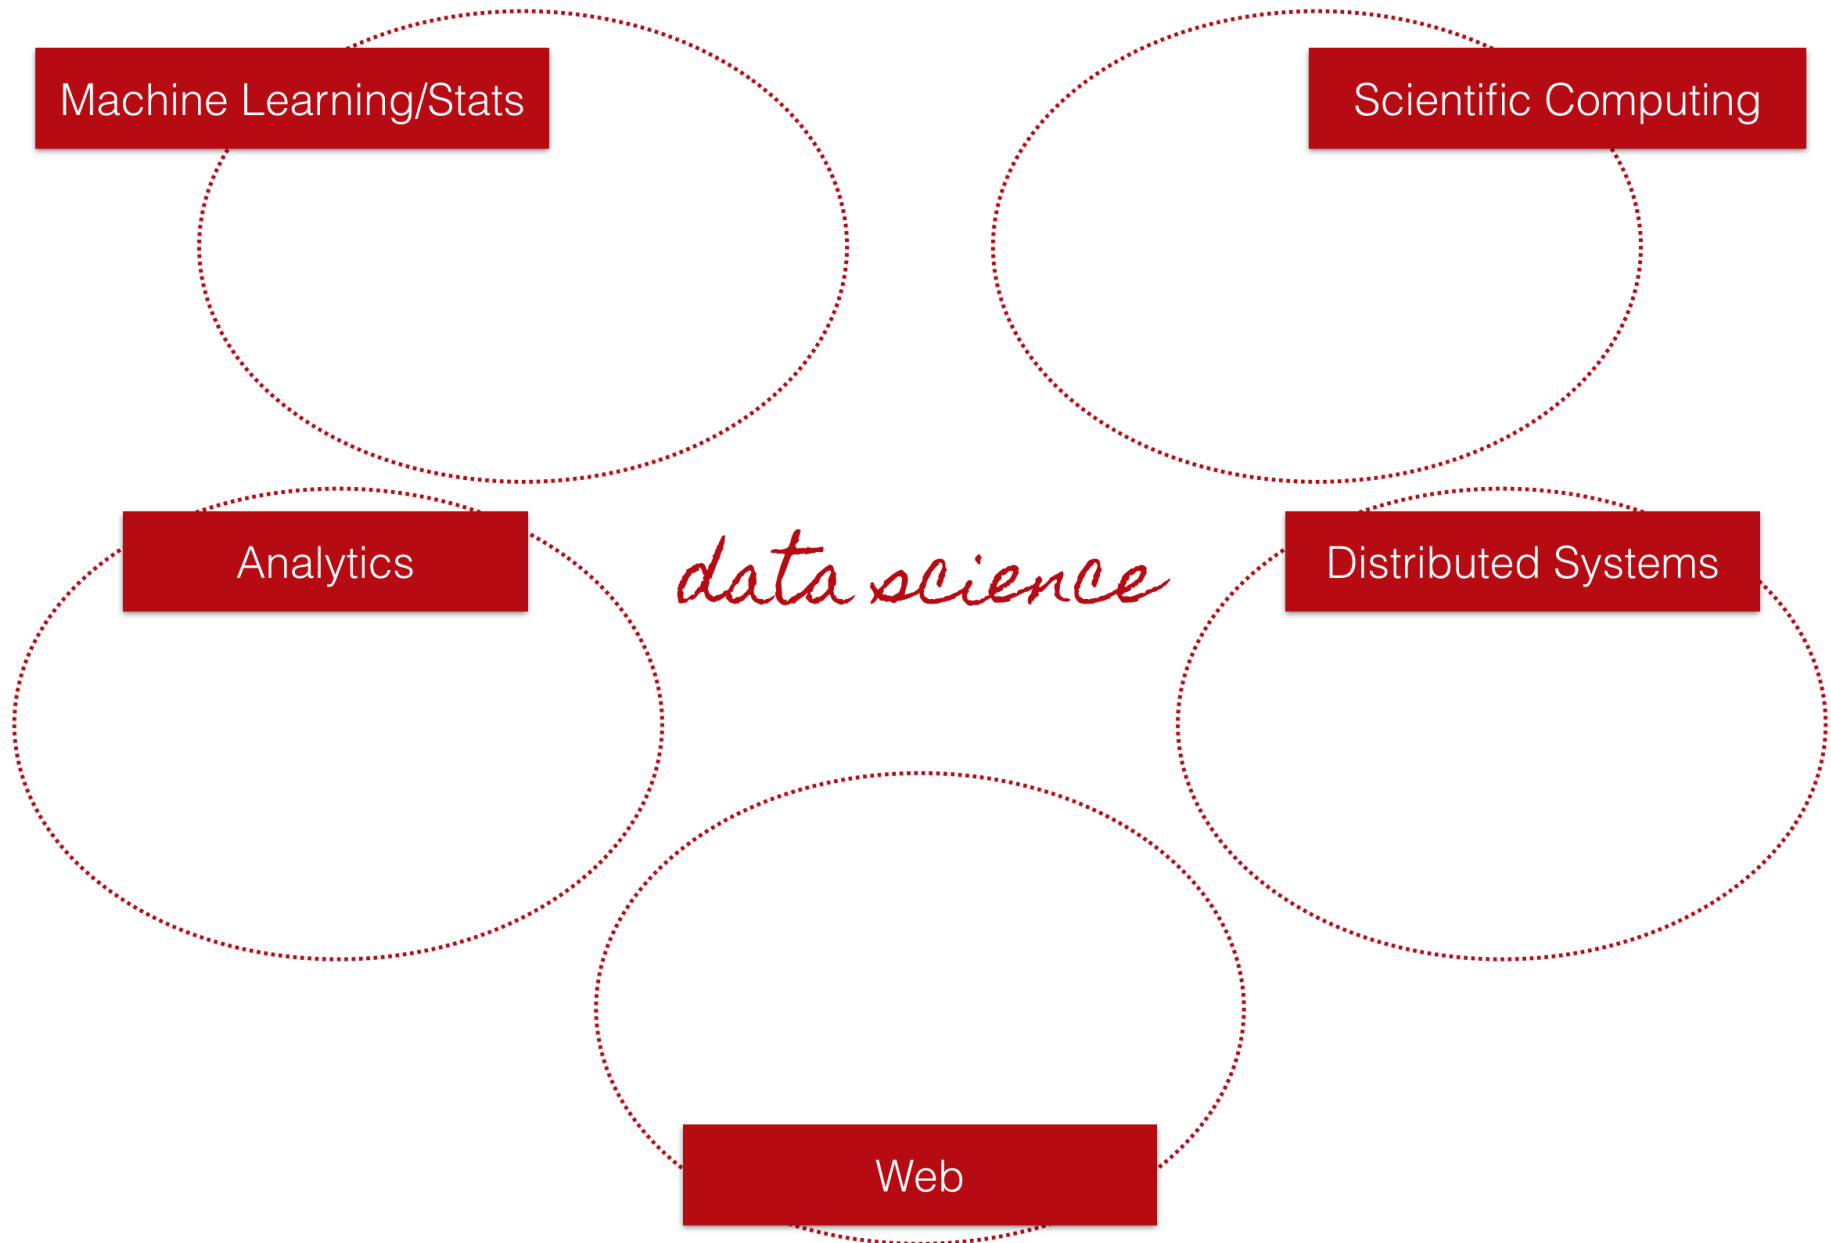 Machine Learning/Stats
Scientific Computing
Analytics
data science
Distributed Systems
Web